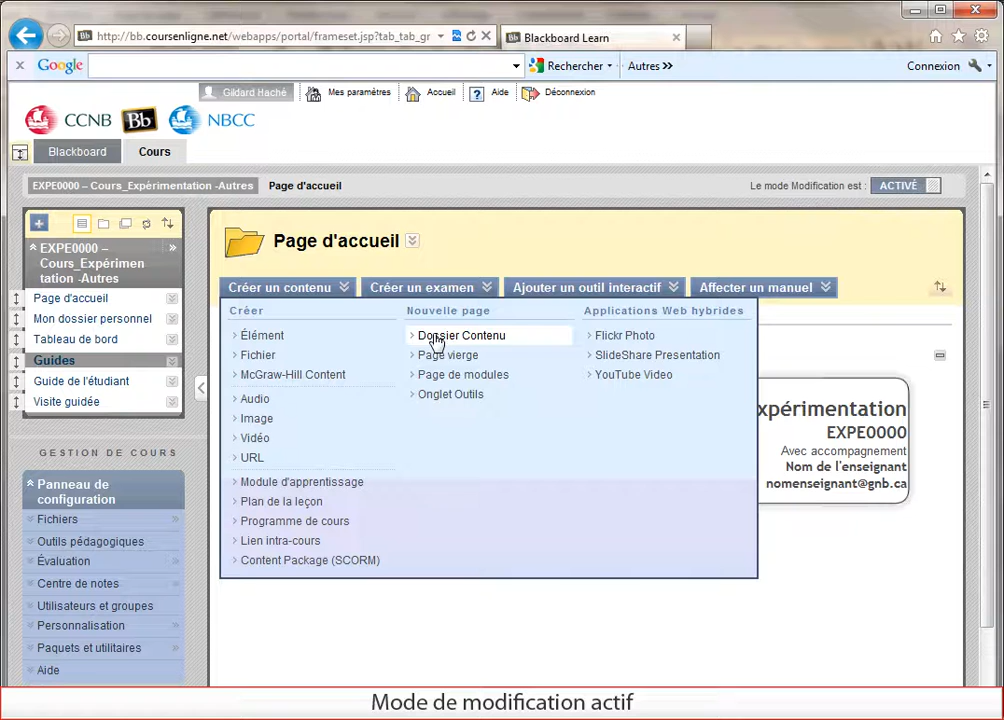 http://bb.coursenligne.net/webapps/portal/frameset.jsp?tab_tab_gr
Bb Blackboard Learn
Google Rechercher Autres »
Connexion
Gildard Haché Mes paramètres Accueil ? Aide Déconnexion
CCNB Bb NBCC
Blackboard Cours
EXPE0000 – Cours_Expérimentation -Autres Page d'accueil Le mode Modification est : ACTIVÉ
EXPE0000 –
Cours_Expérimen
tation -Autres
Page d'accueil
Mon dossier personnel
Tableau de bord
Guides
Guide de l'étudiant
Visite guidée
GESTION DE COURS
Panneau de
configuration
Fichiers
Outils pédagogiques
Évaluation
Centre de notes
Utilisateurs et groupes
Personnalisation
Paquets et utilitaires
Aide
Page d'accueil
Créer un contenu Créer un examen Ajouter un outil interactif Affecter un manuel
Créer
Élément
Fichier
McGraw-Hill Content
Audio
Image
Vidéo
URL
Module d'apprentissage
Plan de la leçon
Programme de cours
Lien intra-cours
Content Package (SCORM)
Nouvelle page
Dossier Contenu
Page vierge
Page de modules
Onglet Outils
Applications Web hybrides
Flickr Photo
SlideShare Presentation
YouTube Video
xpérimentation
EXPE0000
Avec accompagnement
Nom de l'enseignant
nomenseignant@gnb.ca
Mode de modification actif